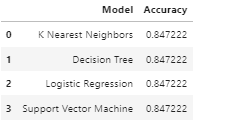 Model Accuracy
0 K Nearest Neighbors 0.847222
1 Decision Tree 0.847222
2 Logistic Regression 0.847222
3 Support Vector Machine 0.847222